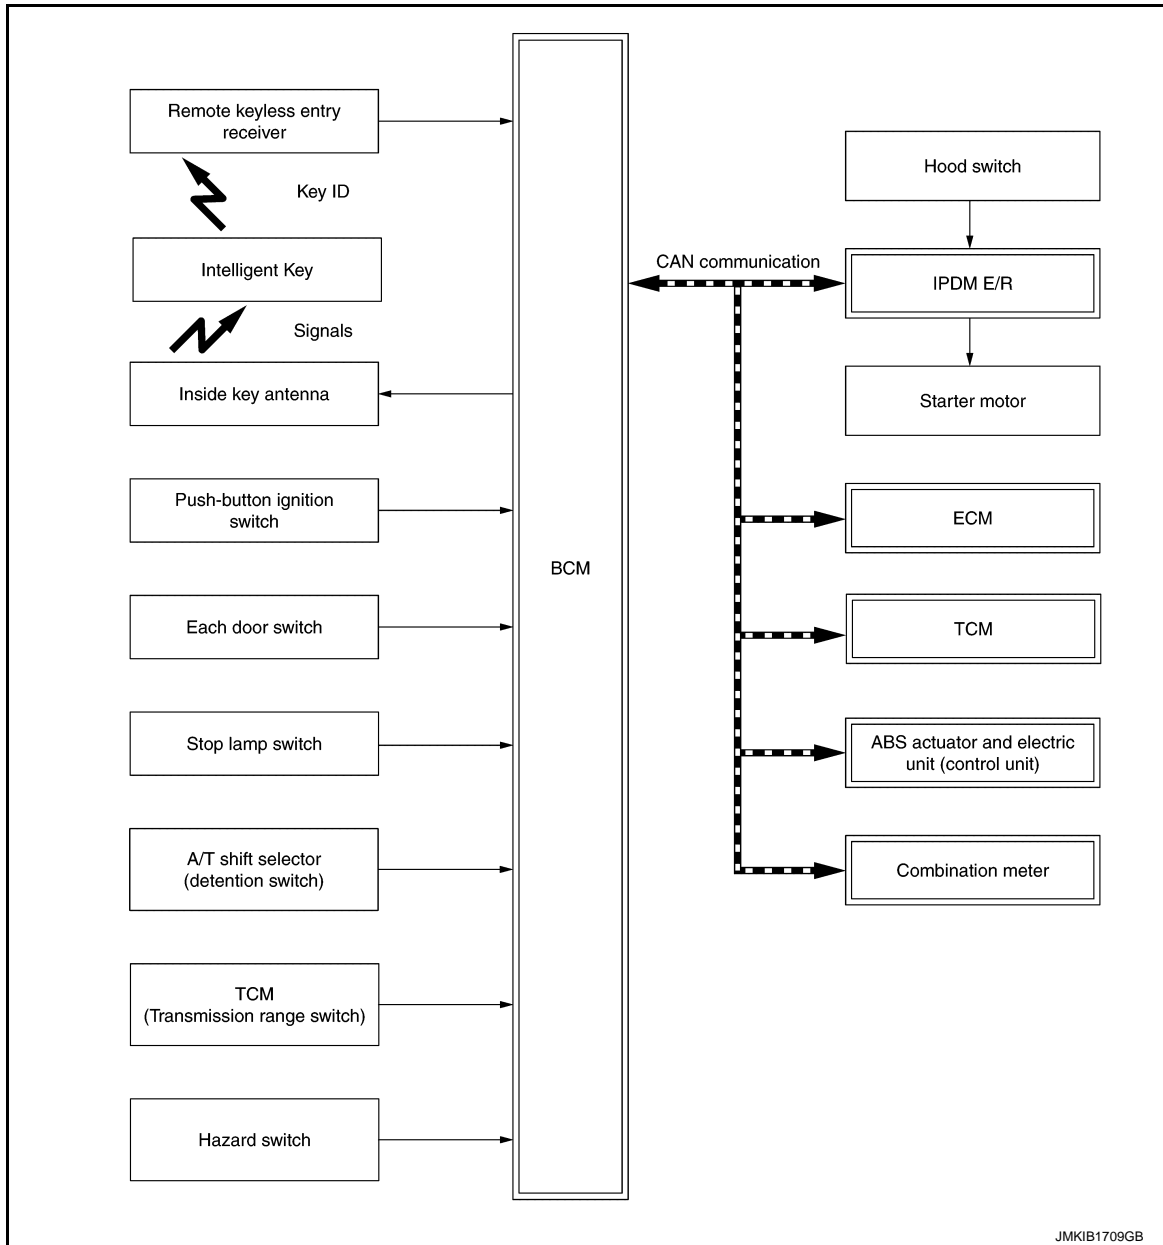 Remote keyless entry
receiver
Key ID
Intelligent Key
Signals
Inside key antenna
Push-button ignition
switch
Each door switch
Stop lamp switch
A/T shift selector
(detention switch)
TCM
(Transmission range switch)
Hazard switch
BCM
CAN communication
Hood switch
IPDM E/R
Starter motor
ECM
TCM
ABS actuator and electric
unit (control unit)
Combination meter
JMKIB1709GB